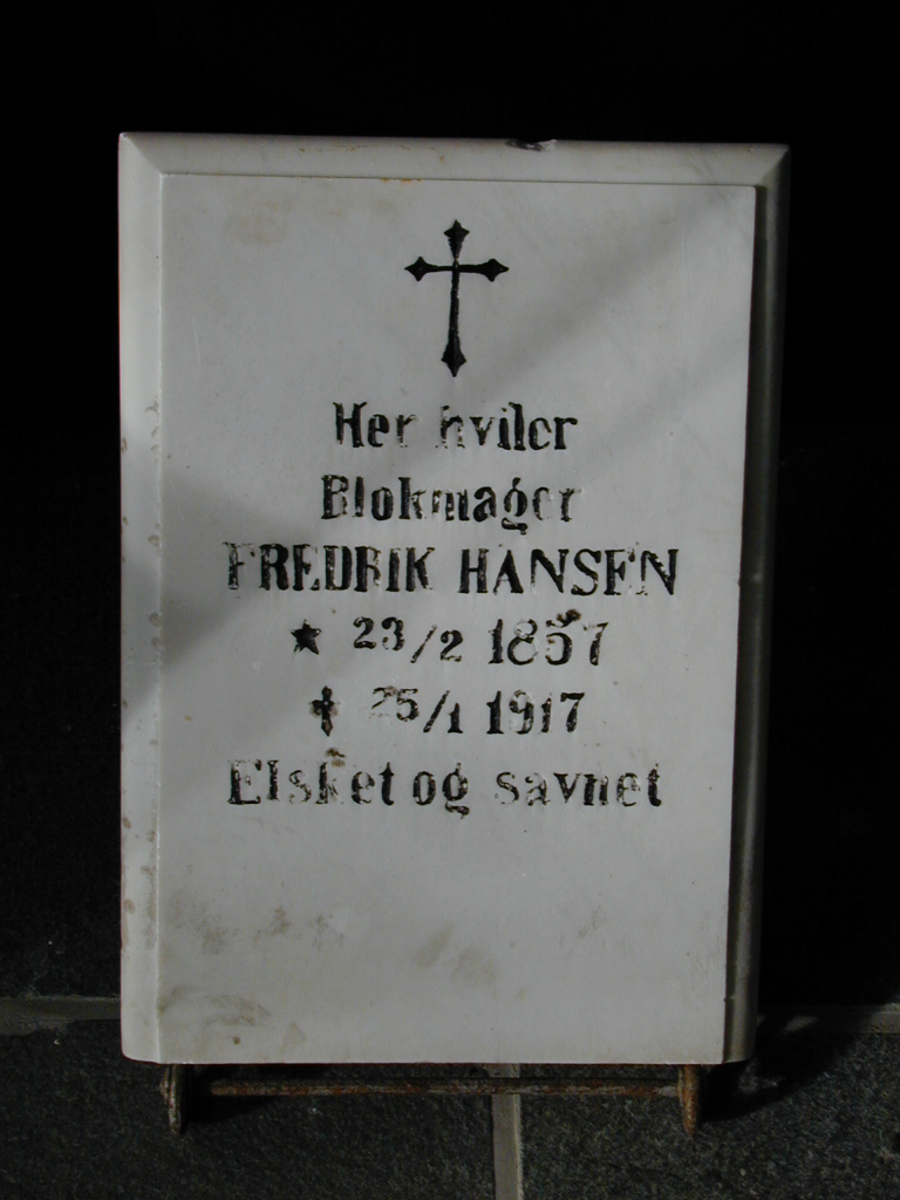 Her hviler
Blokmager
FREDRIK HANSEN
★ 23/2 1857
✝ 25/1 1917
Elsket og savnet